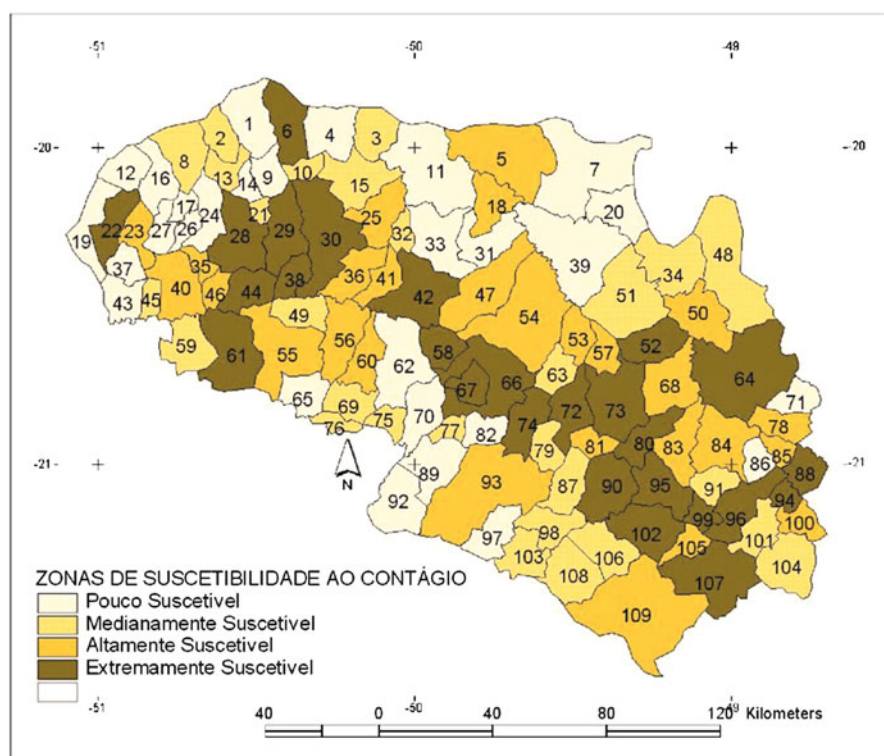 -51 -50 -49
1 6 4 3
-20 2 5 -20
8 11 7
12 16 13 14 9 10 15
17 24 21 25 18 20
19 22 23 27 26 28 29 30 32 33 31 48
37 35 36 41 39 34
40 46 44 38 42 47 51
43 45 49 54 50
59 61 55 56 60 58 53 57 52
62 66 63 68 64
65 69 67 72 73 71
76 75 70 77 82 74 79 81 80 83 84 78
-21 N 89 86 85 -21
92 93 87 90 95 91 88
94
97 98 102 99 96 100
103 106 105 101
108 107 104
109
ZONAS DE SUSCETIBILIDADE AO CONTÁGIO
Pouco Suscetivel
Medianamente Suscetivel
Altamente Suscetivel
Extremamente Suscetivel
-51 -50 -49
40 0 40 80 120 Kilometers